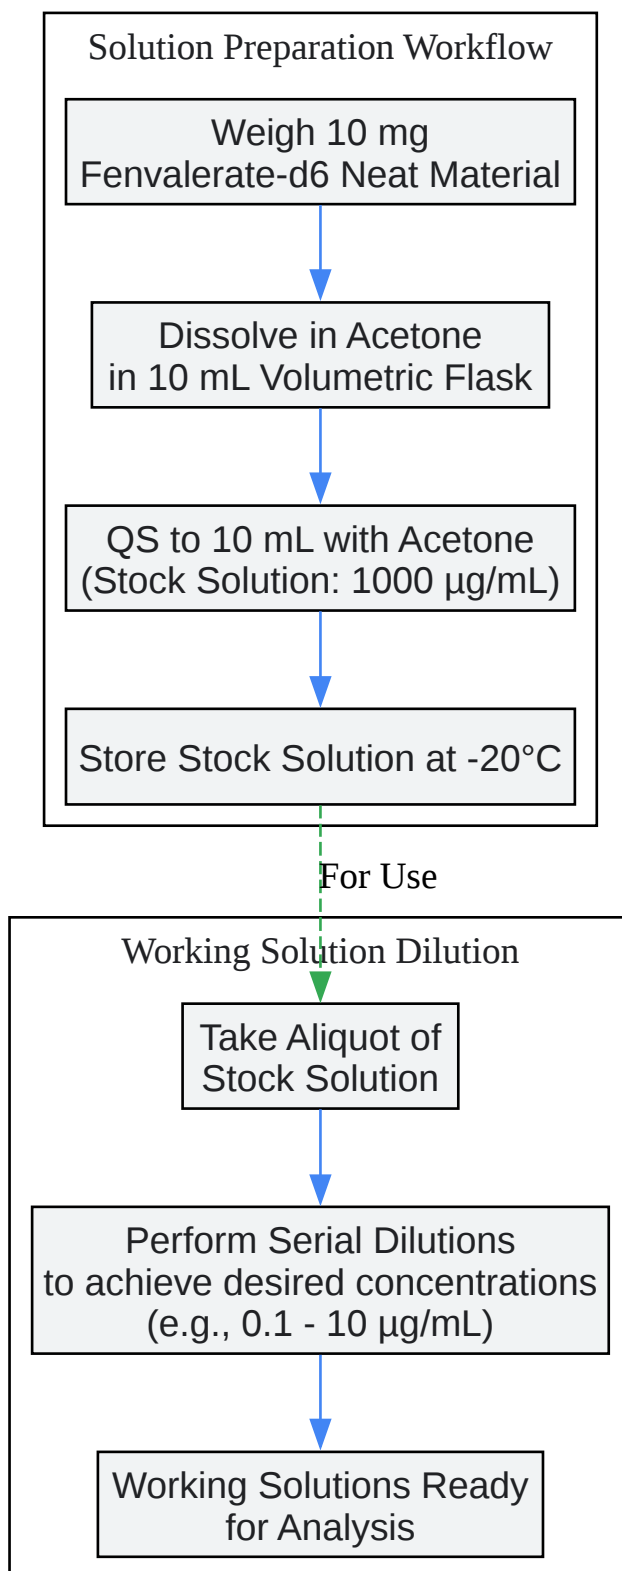 Solution Preparation Workflow
Weigh 10 mg
Fenvalerate-d6 Neat Material
Dissolve in Acetone
in 10 mL Volumetric Flask
QS to 10 mL with Acetone
(Stock Solution: 1000 µg/mL)
Store Stock Solution at -20°C
For Use
Working Solution Dilution
Take Aliquot of
Stock Solution
Perform Serial Dilutions
to achieve desired concentrations
(e.g., 0.1 - 10 µg/mL)
Working Solutions Ready
for Analysis